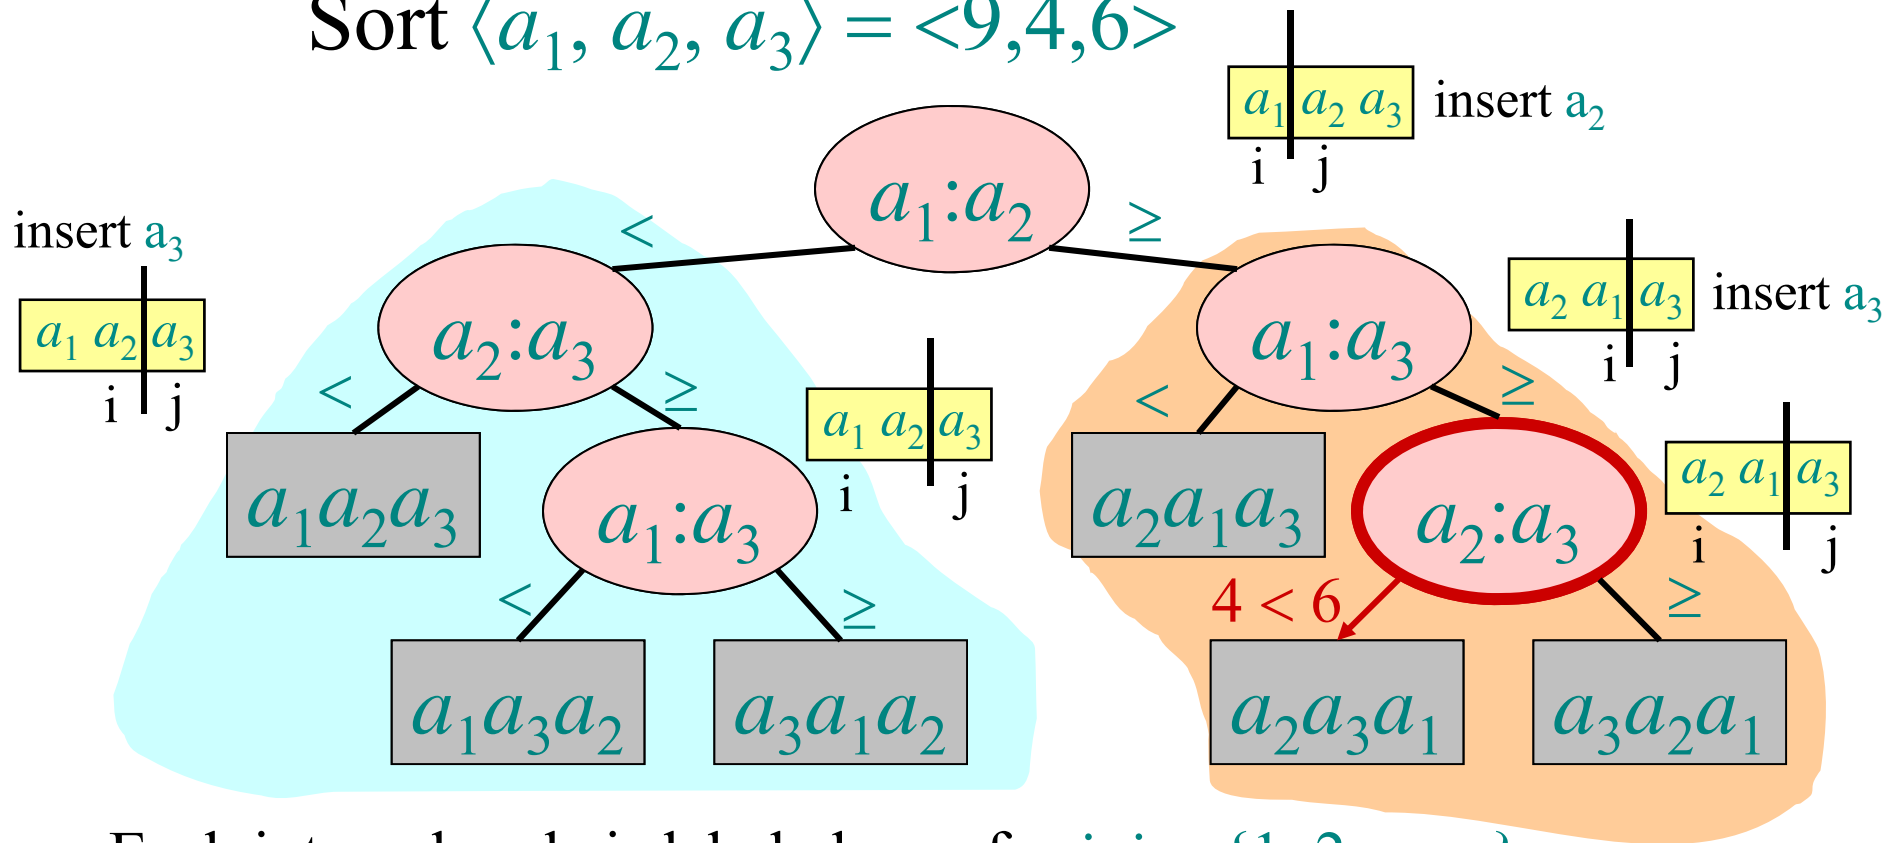 Sort ⟨a₁, a₂, a₃⟩ = <9,4,6>
a₁ a₂ a₃ insert a₂
i j
a₁:a₂
< ≥
insert a₃
a₁ a₂ a₃
i j
a₂:a₃
a₁:a₃
a₂ a₁ a₃ insert a₃
i j
< ≥
< ≥
a₁ a₂ a₃
i j
a₂ a₁ a₃
i j
a₁a₂a₃
a₁:a₃
a₂a₁a₃
a₂:a₃
< ≥
4 < 6 ≥
a₁a₃a₂
a₃a₁a₂
a₂a₃a₁
a₃a₂a₁